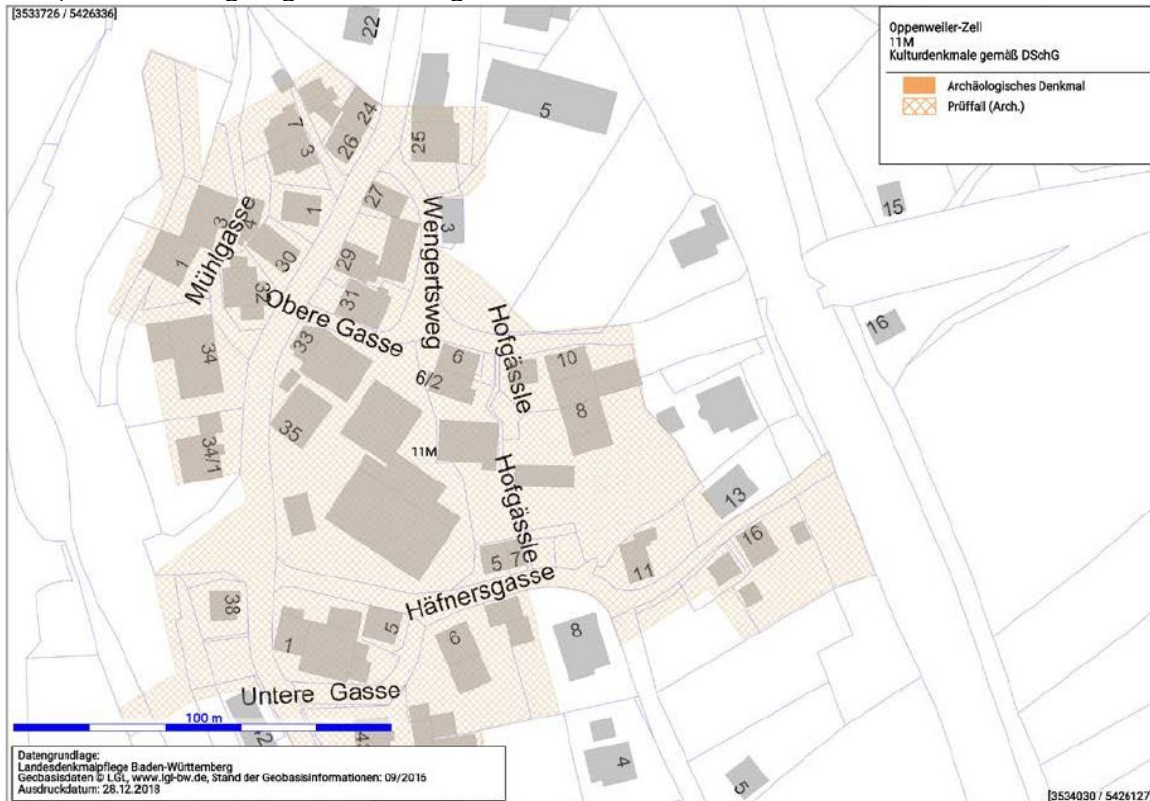 [3533726 / 5426336]
Oppenweiler-Zell
11M
Kulturdenkmale gemäß DSchG
Archäologisches Denkmal
Prüffall (Arch.)
22
5
7
3
24
26
25
15
27
Wengertsweg
3
1
3
4
Mühlgasse
1
30
29
32
31
Obere Gasse
16
33
Hofgässle
34
6
6/2
10
8
35
11M
34/1
Hofgässle
13
16
5 7
11
Häfnersgasse
38
1
5
6
8
Untere Gasse
100 m
4
5
Datengrundlage:
Landesdenkmalpflege Baden-Württemberg
Geobasisdaten © LGL, www.lgl-bw.de, Stand der Geobasisinformationen: 09/2016
Ausdruckdatum: 28.12.2018
[3534030 / 5426127]